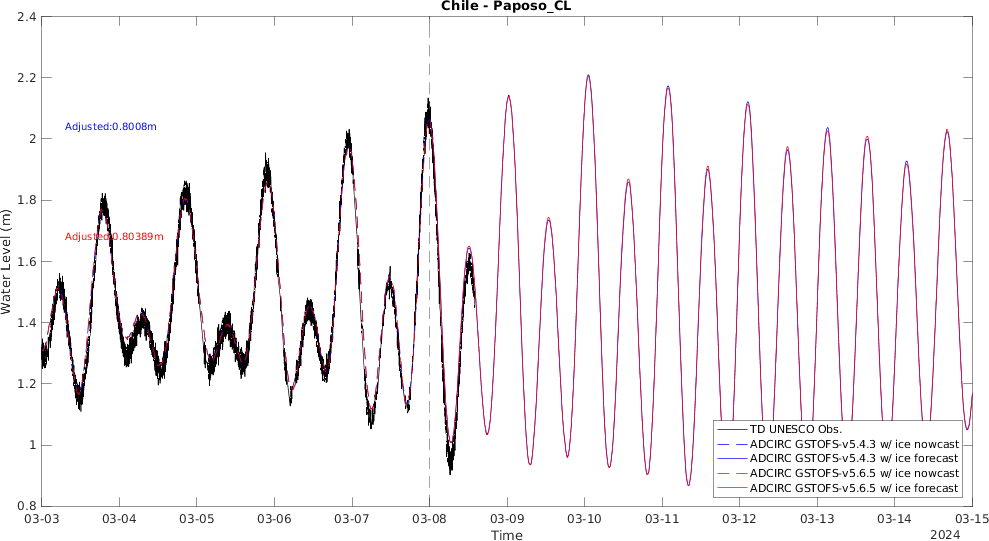 Chile - Paposo_CL
2.4
2.2
2
1.8
1.6
1.4
1.2
1
0.8
Water Level (m)
Adjusted:0.8008m
Adjusted:0.80389m
TD UNESCO Obs.
ADCIRC GSTOFS-v5.4.3 w/ ice nowcast
ADCIRC GSTOFS-v5.4.3 w/ ice forecast
ADCIRC GSTOFS-v5.6.5 w/ ice nowcast
ADCIRC GSTOFS-v5.6.5 w/ ice forecast
03-03 03-04 03-05 03-06 03-07 03-08 03-09 03-10 03-11 03-12 03-13 03-14 03-15
Time
2024